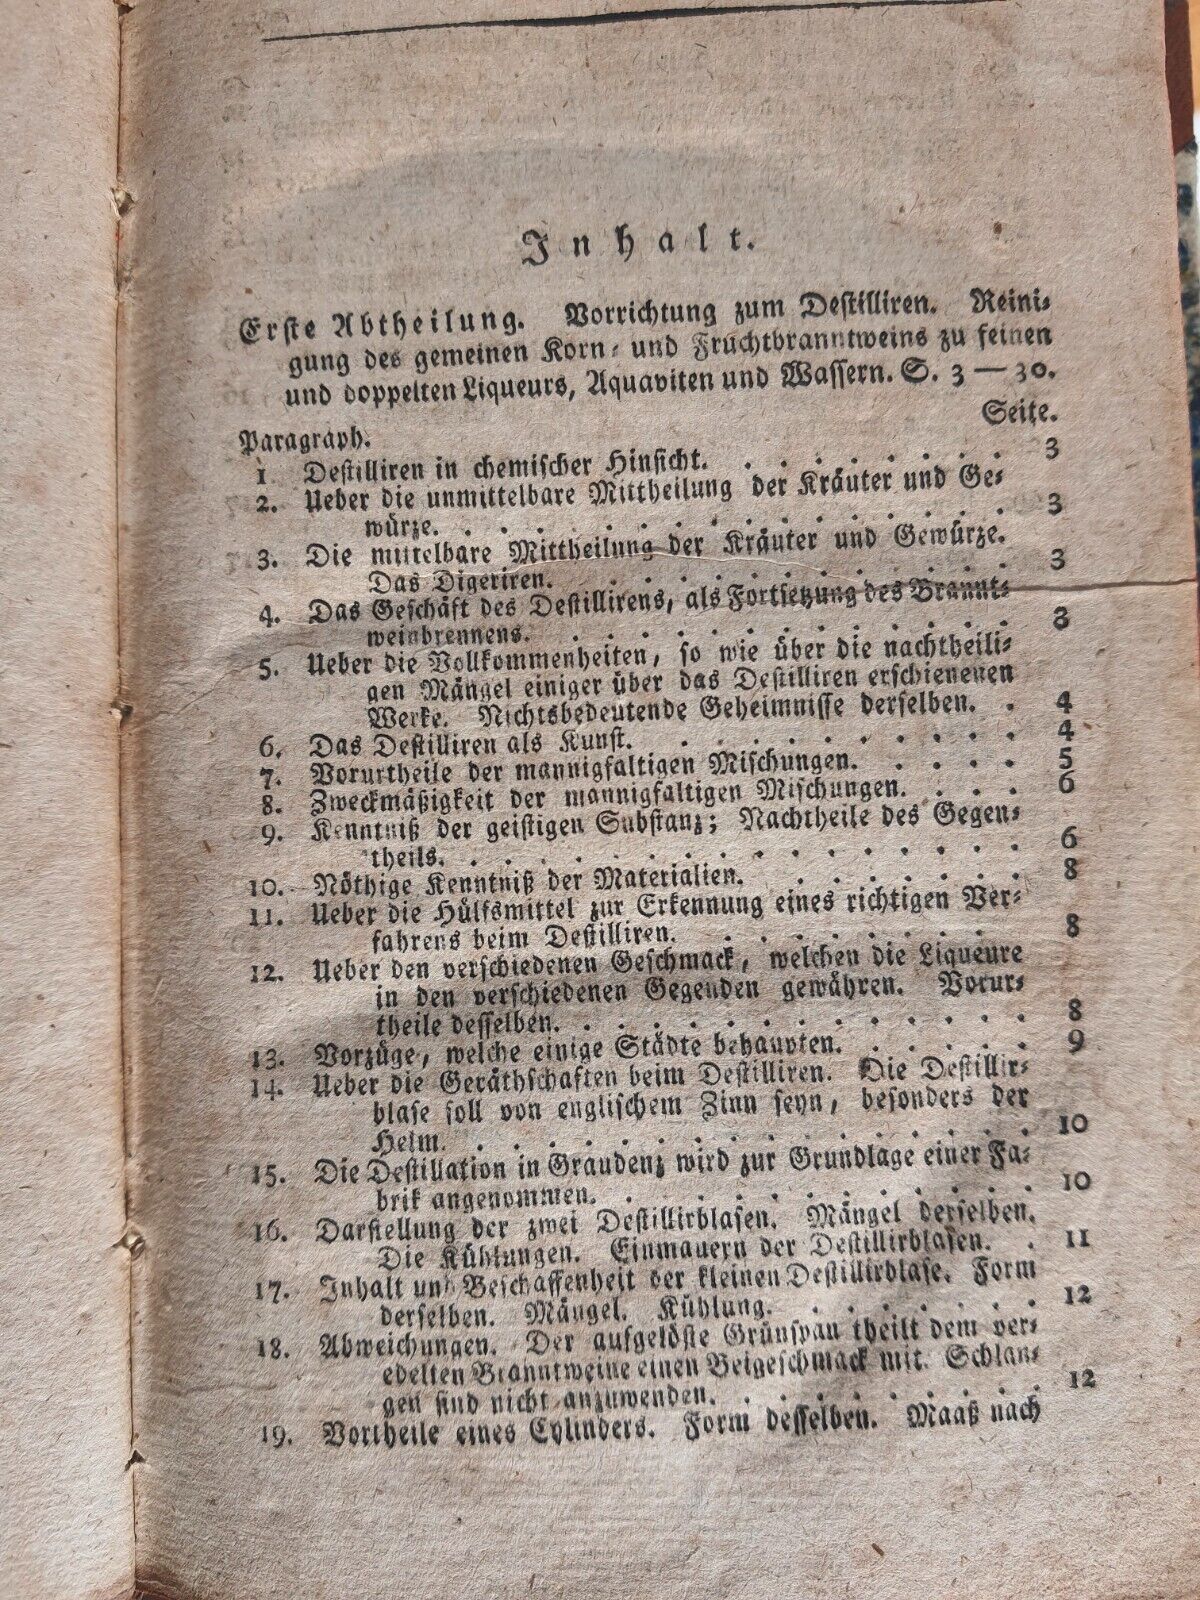 Inhalt.
Erste Abtheilung. Vorrichtung zum Destilliren. Reini-
gung des gemeinen Korn- und Fruchtbranntweins zu feinen
und doppelten Liqueurs, Aquaviten und Wassern. S. 3 — 30.
Seite.
Paragraph.
1 Destilliren in chemischer Hinsicht. . . . . . . . . 3
2. Ueber die unmittelbare Mittheilung der Kräuter und Ge-
würze. . . . . . . . . . . . . . . . 3
3. Die mittelbare Mittheilung der Kräuter und Gewürze.
Das Digeriren. . . . . . . . . . . . . 3
4. Das Geschäft des Destillirens, als Fortsetzung des Brannt-
weinbrennens. . . . . . . . . . . . . 3
5. Ueber die Vollkommenheiten, so wie über die nachtheili-
gen Mängel einiger über das Destilliren erschienenen
Werke. Nichtsbedeutende Geheimnisse derselben. . 4
6. Das Destilliren als Kunst. . . . . . . . . . . 4
7. Vorurtheile der mannigfaltigen Mischungen. . . . . 5
8. Zweckmäßigkeit der mannigfaltigen Mischungen. . . . 6
9. Kenntniß der geistigen Substanz; Nachtheile des Gegen-
theils. . . . . . . . . . . . . . . . 6
10. Nöthige Kenntniß der Materialien. . . . . . . . 8
11. Ueber die Hülfsmittel zur Erkennung eines richtigen Ver-
fahrens beim Destilliren. . . . . . . . . . 8
12. Ueber den verschiedenen Geschmack, welchen die Liqueure
in den verschiedenen Gegenden gewähren. Vorur-
theile desselben. . . . . . . . . . . . . 8
13. Vorzüge, welche einige Städte behaupten. . . . . . 9
14. Ueber die Geräthschaften beim Destilliren. Die Destillir-
blase soll von englischem Zinn seyn, besonders der
Helm. . . . . . . . . . . . . . . . 10
15. Die Destillation in Graudenz wird zur Grundlage einer Fa-
brik angenommen. . . . . . . . . . . . 10
16. Darstellung der zwei Destillirblasen. Mängel derselben.
Die Kühlungen. Einmauern der Destillirblasen. . 11
17. Inhalt und Beschaffenheit der kleinen Destillirblase. Form
derselben. Mängel. Kühlung. . . . . . . . 12
18. Abweichungen. Der aufgelöste Grünspan theilt dem ver-
edelten Branntweine einen Beigeschmack mit. Schlan-
gen sind nicht anzuwenden. . . . . . . . . 12
19. Vortheile eines Cylinders. Form desselben. Maaß nach